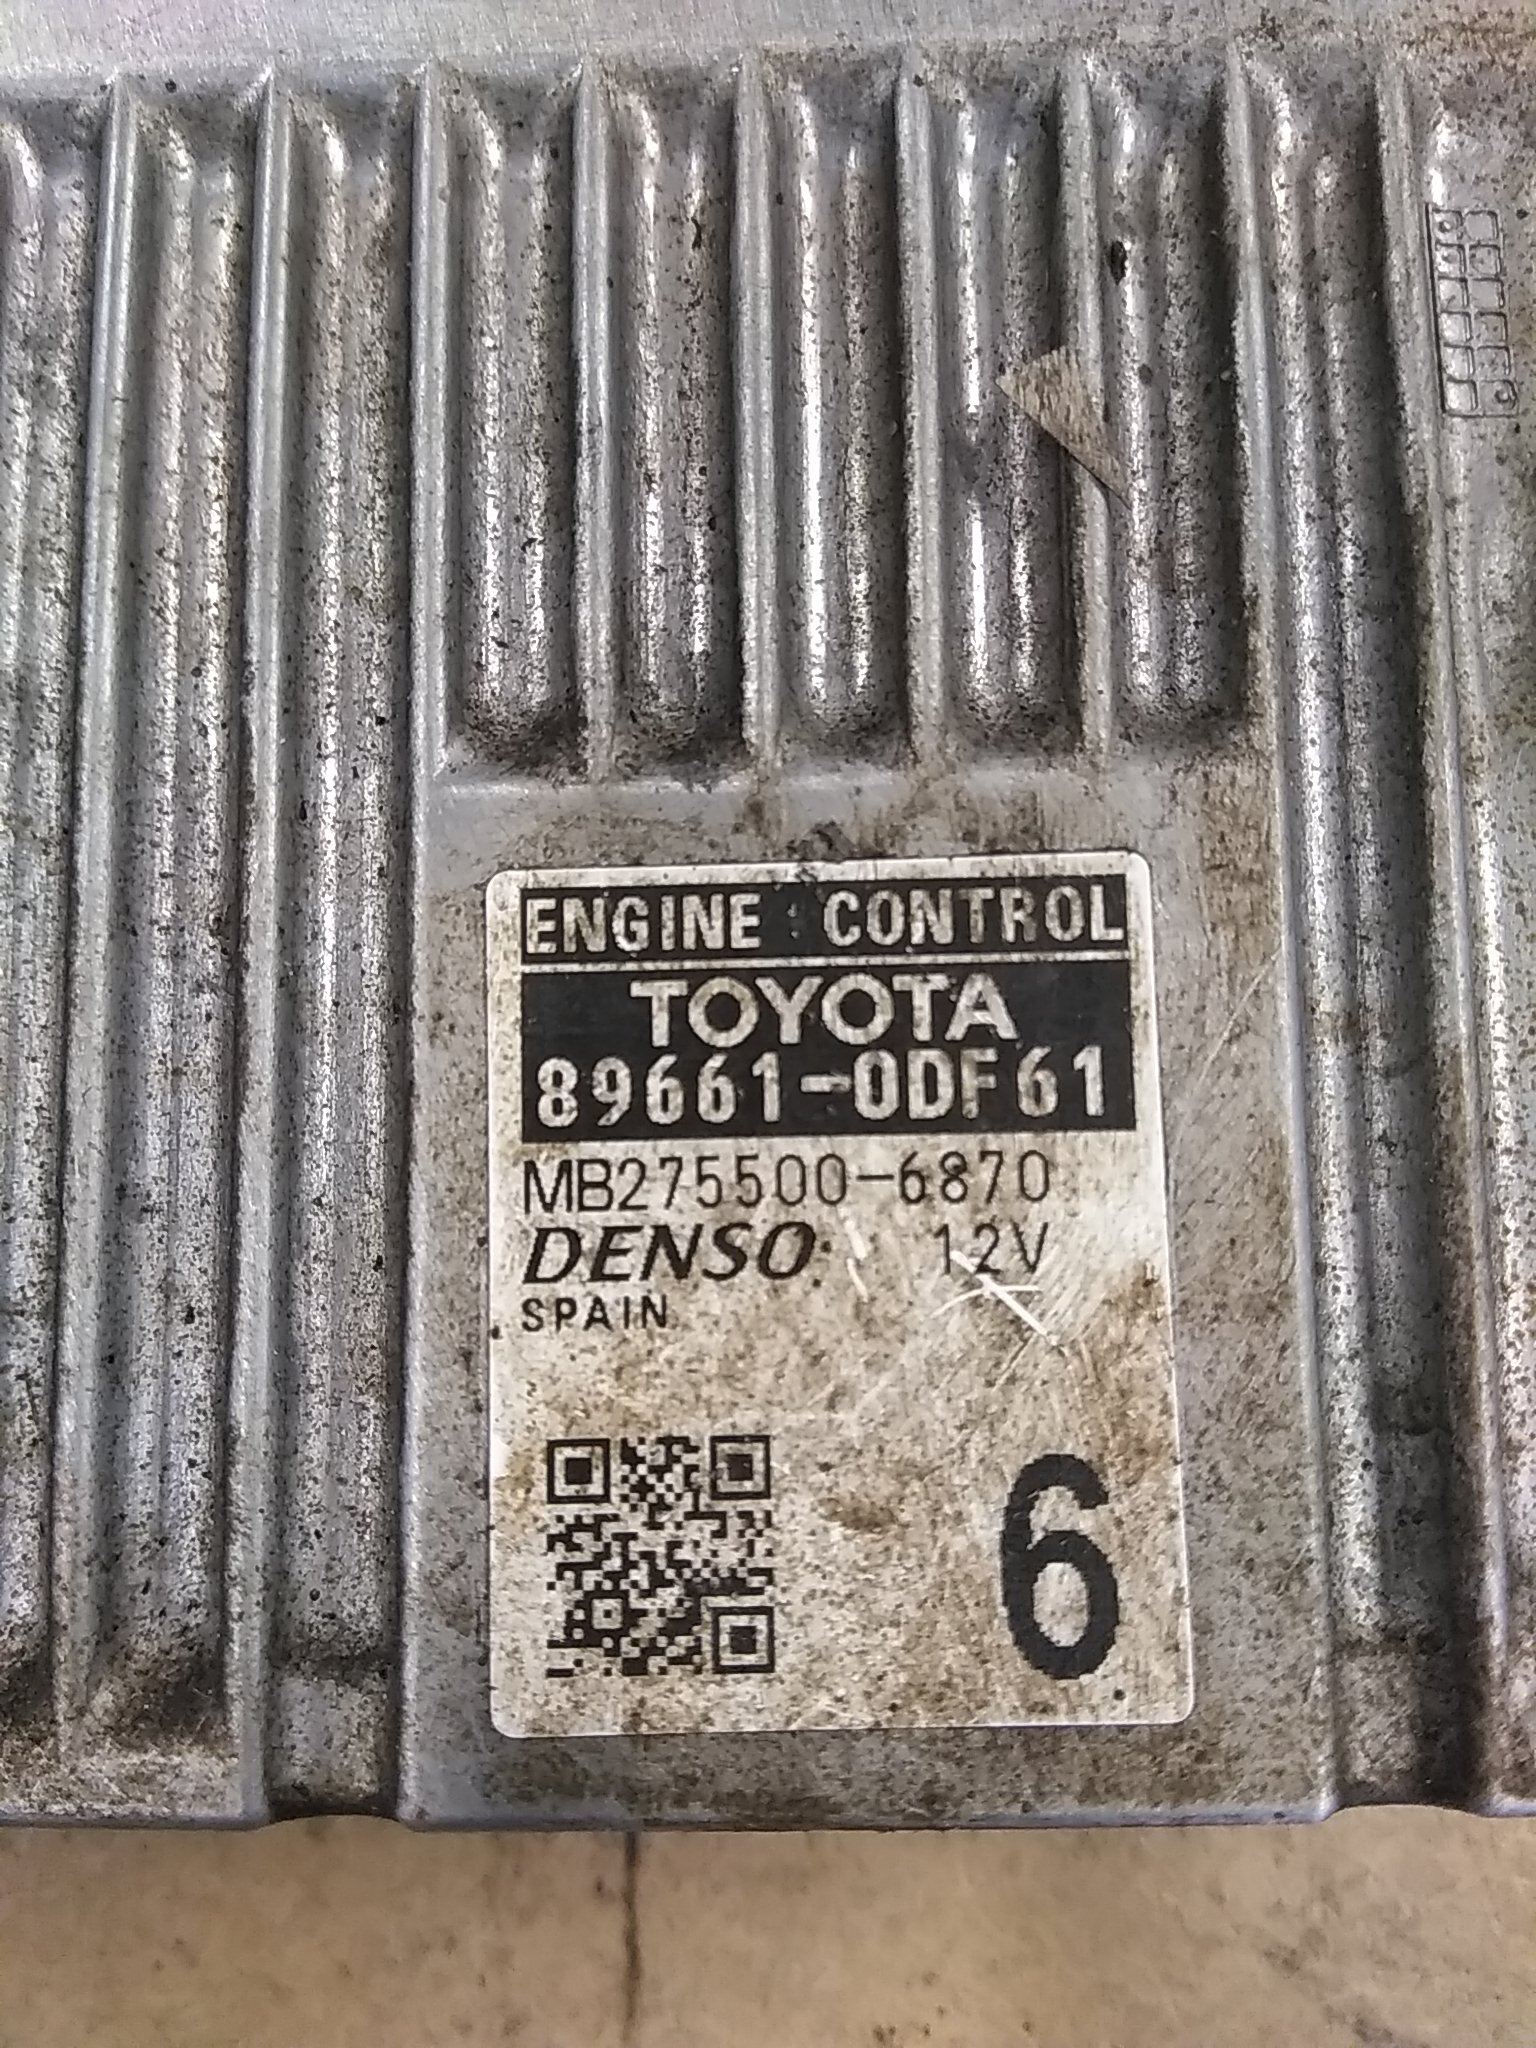 ENGINE CONTROL
TOYOTA
89661-0DF61
MB275500-6870
DENSO 12V
SPAIN
6